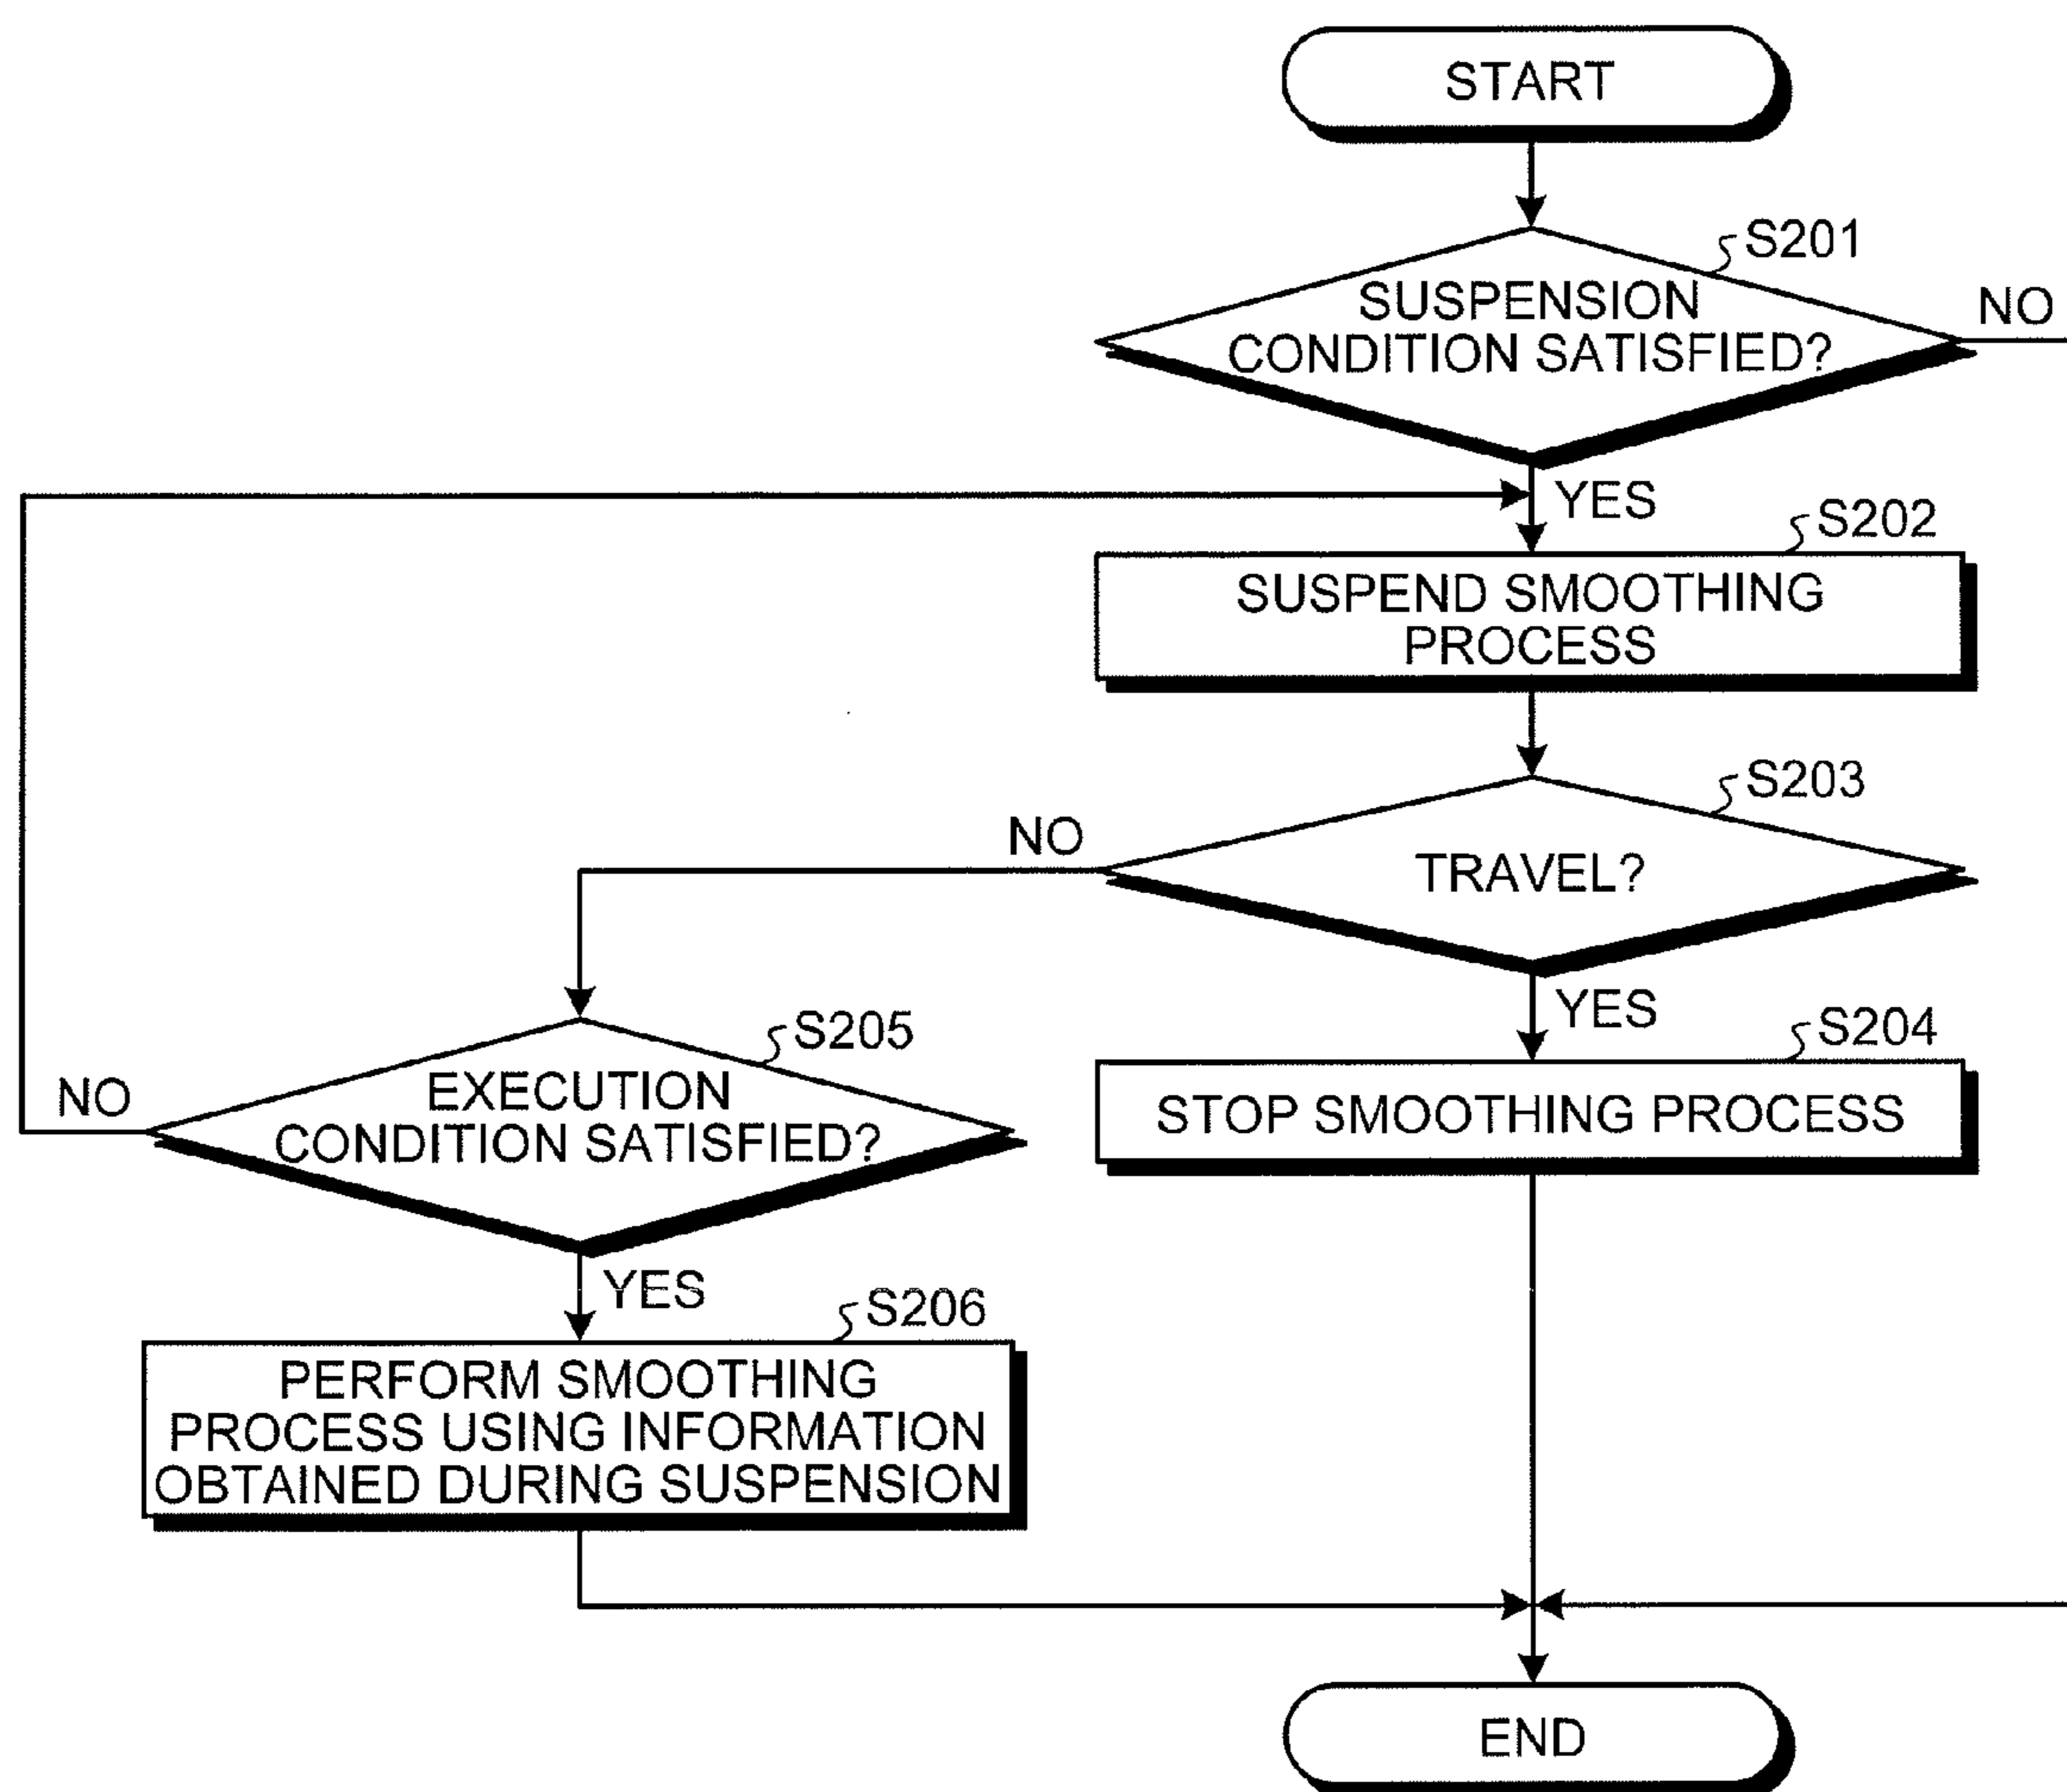 START
S201
SUSPENSION
CONDITION SATISFIED?
NO
YES
S202
SUSPEND SMOOTHING
PROCESS
S203
NO
TRAVEL?
YES
S204
STOP SMOOTHING PROCESS
S205
NO
EXECUTION
CONDITION SATISFIED?
YES
S206
PERFORM SMOOTHING
PROCESS USING INFORMATION
OBTAINED DURING SUSPENSION
END